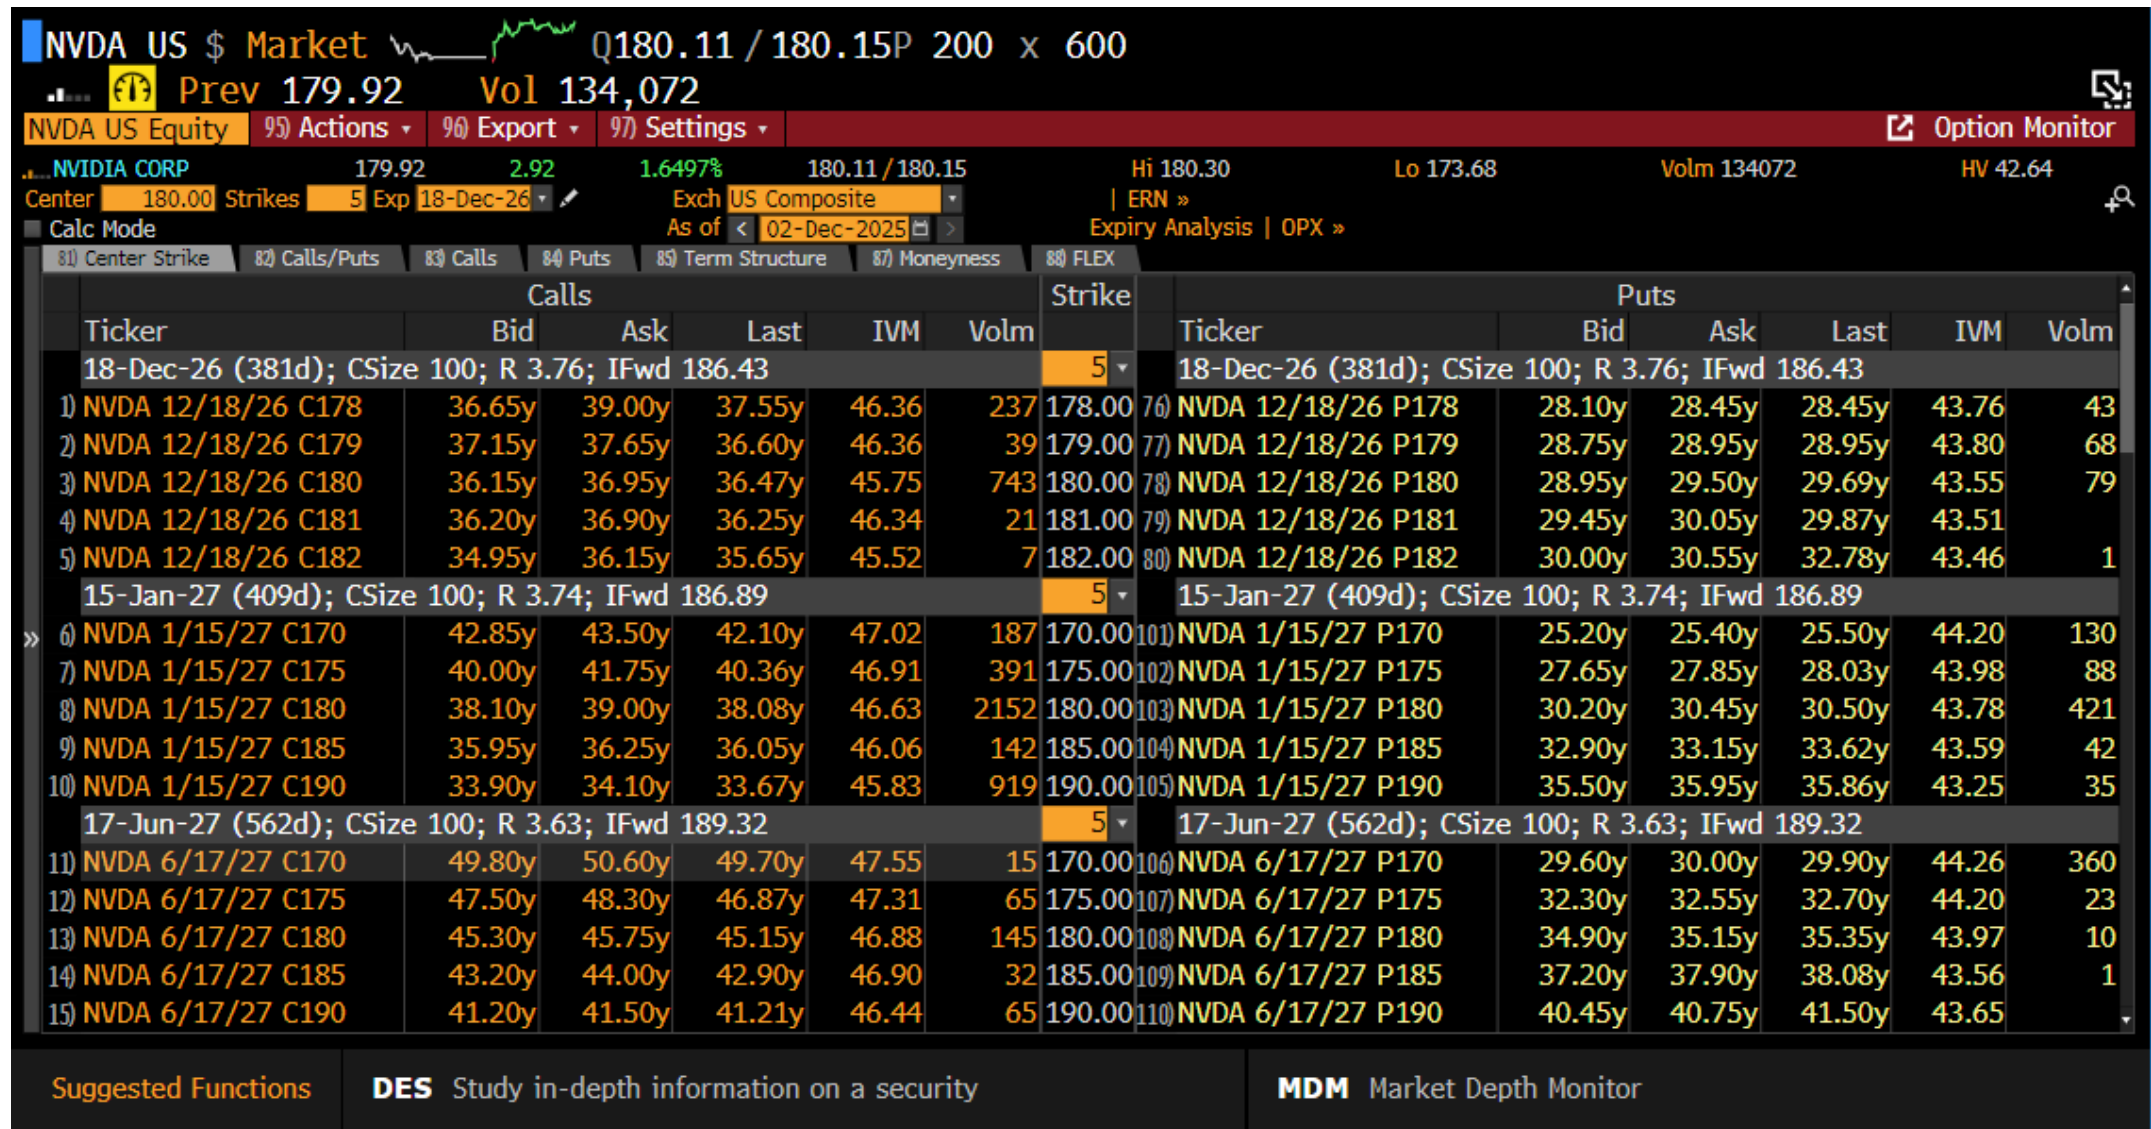 NVDA US $ Market Q180.11 / 180.15P 200 x 600
Prev 179.92 Vol 134,072
NVDA US Equity 95) Actions 96) Export 97) Settings Option Monitor
NVIDIA CORP 179.92 2.92 1.6497% 180.11 / 180.15 Hi 180.30 Lo 173.68 Volm 134072 HV 42.64
Center 180.00 Strikes 5 Exp 18-Dec-26 Exch US Composite | ERN »
Calc Mode As of < 02-Dec-2025 > Expiry Analysis | OPX »
81) Center Strike 82) Calls/Puts 83) Calls 84) Puts 85) Term Structure 87) Moneyness 88) FLEX
Calls Strike Puts
Ticker Bid Ask Last IVM Volm Ticker Bid Ask Last IVM Volm
18-Dec-26 (381d); CSize 100; R 3.76; IFwd 186.43 5 18-Dec-26 (381d); CSize 100; R 3.76; IFwd 186.43
1) NVDA 12/18/26 C178 36.65y 39.00y 37.55y 46.36 237 178.00 76) NVDA 12/18/26 P178 28.10y 28.45y 28.45y 43.76 43
2) NVDA 12/18/26 C179 37.15y 37.65y 36.60y 46.36 39 179.00 77) NVDA 12/18/26 P179 28.75y 28.95y 28.95y 43.80 68
3) NVDA 12/18/26 C180 36.15y 36.95y 36.47y 45.75 743 180.00 78) NVDA 12/18/26 P180 28.95y 29.50y 29.69y 43.55 79
4) NVDA 12/18/26 C181 36.20y 36.90y 36.25y 46.34 21 181.00 79) NVDA 12/18/26 P181 29.45y 30.05y 29.87y 43.51
5) NVDA 12/18/26 C182 34.95y 36.15y 35.65y 45.52 7 182.00 80) NVDA 12/18/26 P182 30.00y 30.55y 32.78y 43.46 1
15-Jan-27 (409d); CSize 100; R 3.74; IFwd 186.89 5 15-Jan-27 (409d); CSize 100; R 3.74; IFwd 186.89
» 6) NVDA 1/15/27 C170 42.85y 43.50y 42.10y 47.02 187 170.00 101) NVDA 1/15/27 P170 25.20y 25.40y 25.50y 44.20 130
7) NVDA 1/15/27 C175 40.00y 41.75y 40.36y 46.91 391 175.00 102) NVDA 1/15/27 P175 27.65y 27.85y 28.03y 43.98 88
8) NVDA 1/15/27 C180 38.10y 39.00y 38.08y 46.63 2152 180.00 103) NVDA 1/15/27 P180 30.20y 30.45y 30.50y 43.78 421
9) NVDA 1/15/27 C185 35.95y 36.25y 36.05y 46.06 142 185.00 104) NVDA 1/15/27 P185 32.90y 33.15y 33.62y 43.59 42
10) NVDA 1/15/27 C190 33.90y 34.10y 33.67y 45.83 919 190.00 105) NVDA 1/15/27 P190 35.50y 35.95y 35.86y 43.25 35
17-Jun-27 (562d); CSize 100; R 3.63; IFwd 189.32 5 17-Jun-27 (562d); CSize 100; R 3.63; IFwd 189.32
11) NVDA 6/17/27 C170 49.80y 50.60y 49.70y 47.55 15 170.00 106) NVDA 6/17/27 P170 29.60y 30.00y 29.90y 44.26 360
12) NVDA 6/17/27 C175 47.50y 48.30y 46.87y 47.31 65 175.00 107) NVDA 6/17/27 P175 32.30y 32.55y 32.70y 44.20 23
13) NVDA 6/17/27 C180 45.30y 45.75y 45.15y 46.88 145 180.00 108) NVDA 6/17/27 P180 34.90y 35.15y 35.35y 43.97 10
14) NVDA 6/17/27 C185 43.20y 44.00y 42.90y 46.90 32 185.00 109) NVDA 6/17/27 P185 37.20y 37.90y 38.08y 43.56 1
15) NVDA 6/17/27 C190 41.20y 41.50y 41.21y 46.44 65 190.00 110) NVDA 6/17/27 P190 40.45y 40.75y 41.50y 43.65
Suggested Functions DES Study in-depth information on a security MDM Market Depth Monitor